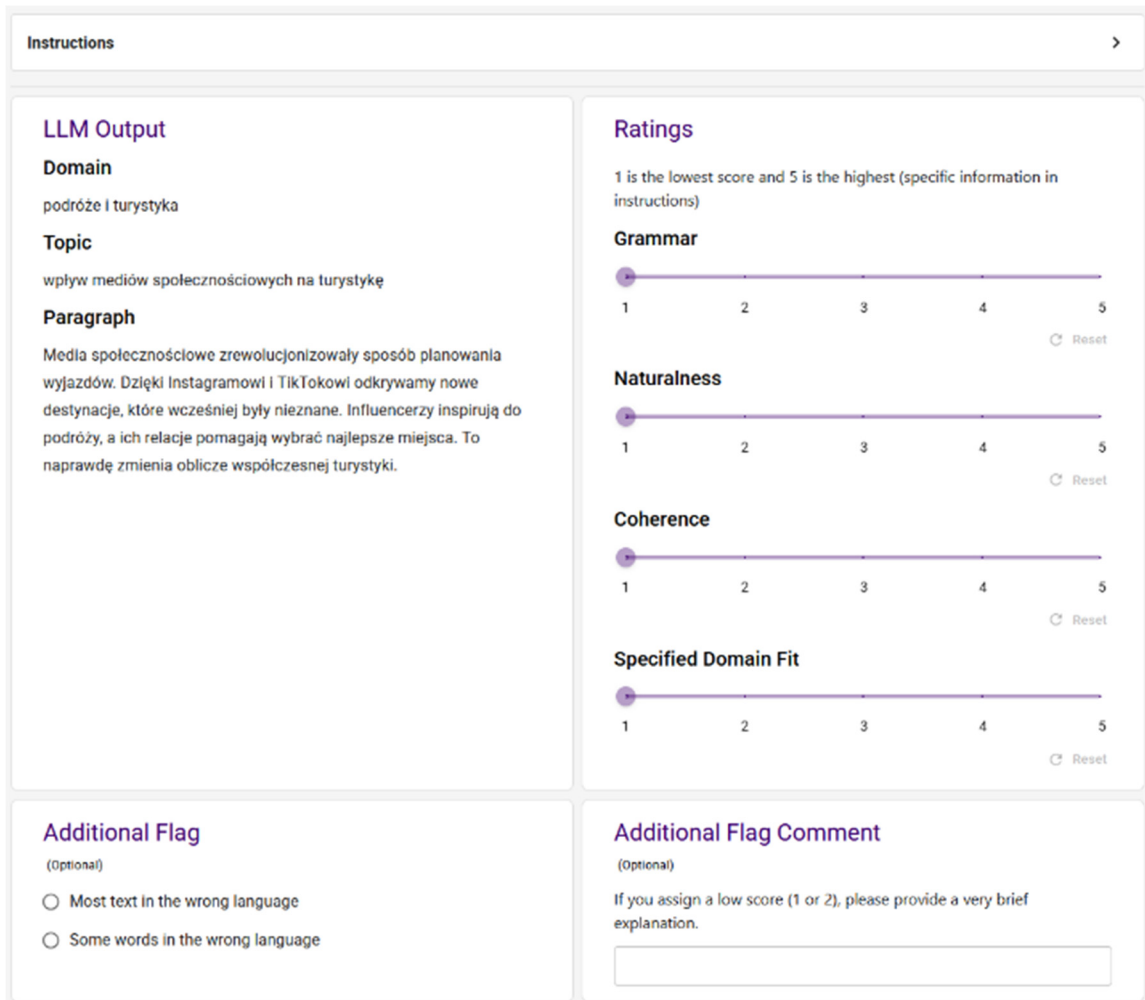 Instructions
LLM Output
Domain
podróże i turystyka
Topic
wpływ mediów społecznościowych na turystykę
Paragraph
Media społecznościowe zrewolucjonizowały sposób planowania
wyjazdów. Dzięki Instagramowi i TikTokowi odkrywamy nowe
destynacje, które wcześniej były nieznane. Influencerzy inspirują do
podróży, a ich relacje pomagają wybrać najlepsze miejsca. To
naprawdę zmienia oblicze współczesnej turystyki.
Ratings
1 is the lowest score and 5 is the highest (specific information in
instructions)
Grammar
1 2 3 4 5
Reset
Naturalness
1 2 3 4 5
Reset
Coherence
1 2 3 4 5
Reset
Specified Domain Fit
1 2 3 4 5
Reset
Additional Flag
(Optional)
Most text in the wrong language
Some words in the wrong language
Additional Flag Comment
(Optional)
If you assign a low score (1 or 2), please provide a very brief
explanation.